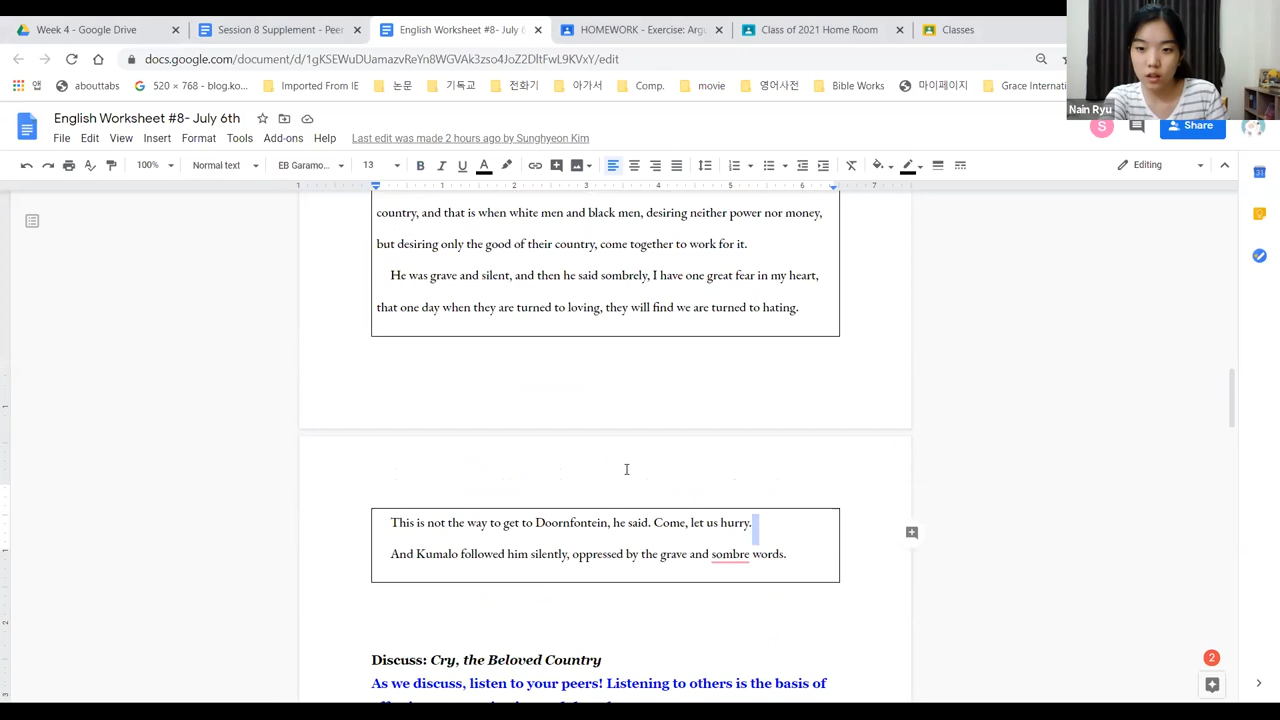 Week 4 - Google Drive
Session 8 Supplement - Peer
English Worksheet #8- July 6
HOMEWORK - Exercise: Argu
Class of 2021 Home Room
Classes
docs.google.com/document/d/1gKSEWuDUamazvReYn8WGVAk3zso4JoZ2DltFwL9KVxY/edit
앱
abouttabs
520 × 768 - blog.ko...
Imported From IE
논문
기독교
전화기
아가서
Comp.
movie
영어사전
Bible Works
마이페이지
Grace Internati
Nain Ryu
English Worksheet #8- July 6th
File Edit View Insert Format Tools Add-ons Help
Last edit was made 2 hours ago by Sunghyeon Kim
S
Share
100% Normal text EB Garamo... 13 B I U A
Editing
1 1 2 3 4 5 6 7
country, and that is when white men and black men, desiring neither power nor money,
but desiring only the good of their country, come together to work for it.
He was grave and silent, and then he said sombrely, I have one great fear in my heart,
that one day when they are turned to loving, they will find we are turned to hating.
This is not the way to get to Doornfontein, he said. Come, let us hurry.
And Kumalo followed him silently, oppressed by the grave and sombre words.
Discuss: Cry, the Beloved Country
As we discuss, listen to your peers! Listening to others is the basis of
2